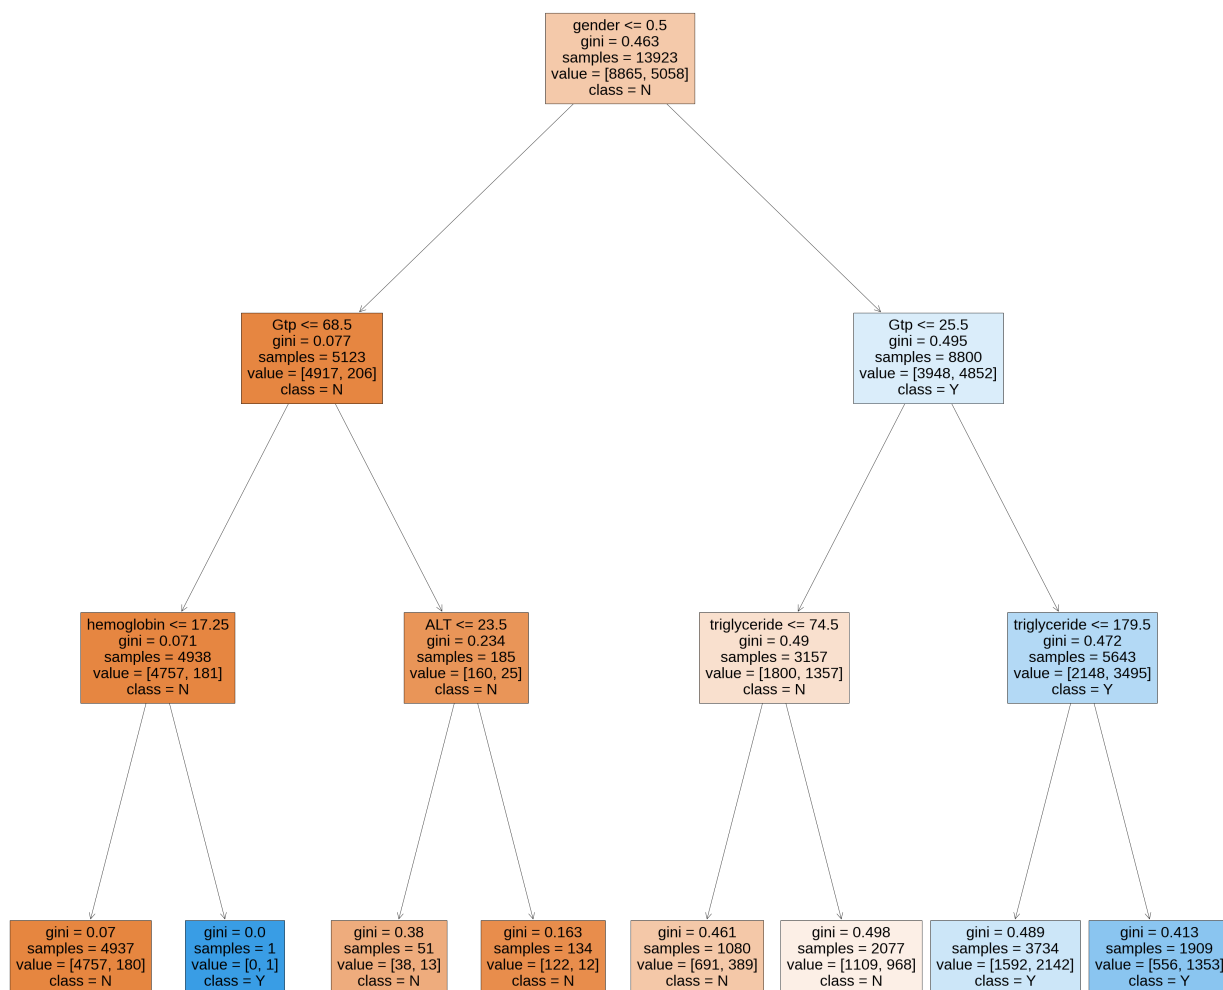 gender <= 0.5
gini = 0.463
samples = 13923
value = [8865, 5058]
class = N
Gtp <= 68.5
gini = 0.077
samples = 5123
value = [4917, 206]
class = N
Gtp <= 25.5
gini = 0.495
samples = 8800
value = [3948, 4852]
class = Y
hemoglobin <= 17.25
gini = 0.071
samples = 4938
value = [4757, 181]
class = N
ALT <= 23.5
gini = 0.234
samples = 185
value = [160, 25]
class = N
triglyceride <= 74.5
gini = 0.49
samples = 3157
value = [1800, 1357]
class = N
triglyceride <= 179.5
gini = 0.472
samples = 5643
value = [2148, 3495]
class = Y
gini = 0.07
samples = 4937
value = [4757, 180]
class = N
gini = 0.0
samples = 1
value = [0, 1]
class = Y
gini = 0.38
samples = 51
value = [38, 13]
class = N
gini = 0.163
samples = 134
value = [122, 12]
class = N
gini = 0.461
samples = 1080
value = [691, 389]
class = N
gini = 0.498
samples = 2077
value = [1109, 968]
class = N
gini = 0.489
samples = 3734
value = [1592, 2142]
class = Y
gini = 0.413
samples = 1909
value = [556, 1353]
class = Y